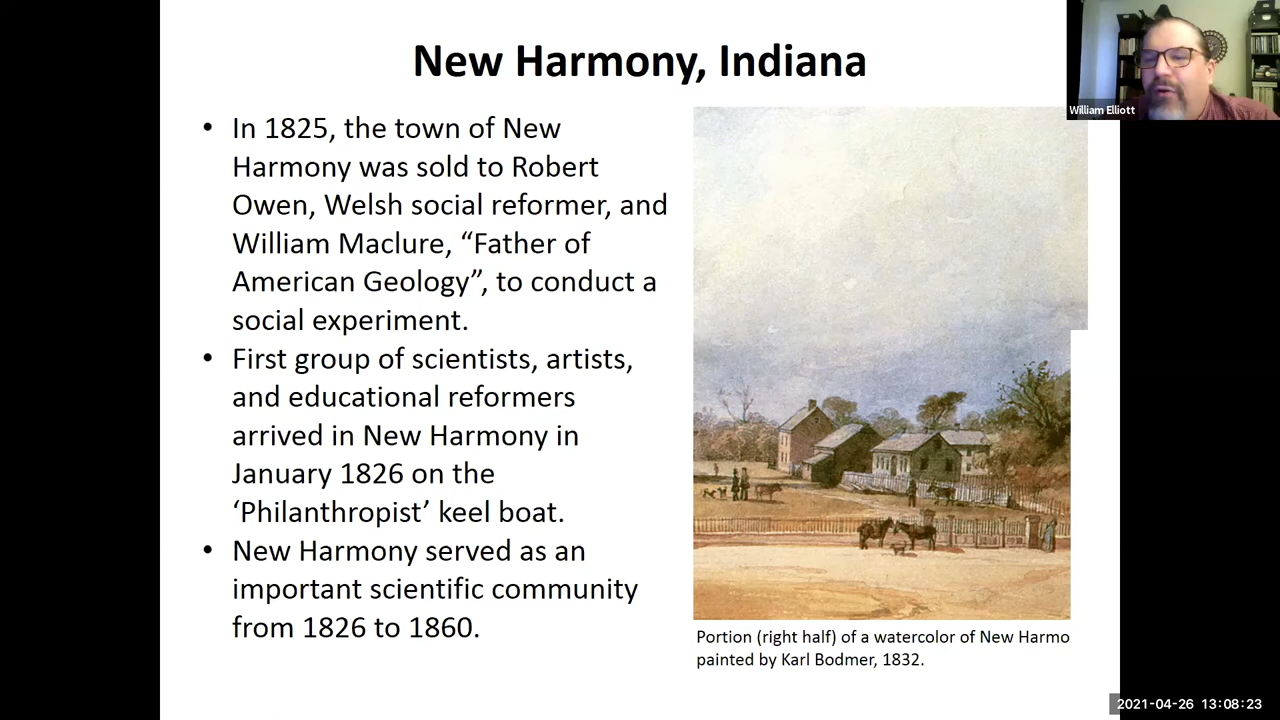 New Harmony, Indiana
William Elliott
• In 1825, the town of New
Harmony was sold to Robert
Owen, Welsh social reformer, and
William Maclure, “Father of
American Geology”, to conduct a
social experiment.
• First group of scientists, artists,
and educational reformers
arrived in New Harmony in
January 1826 on the
‘Philanthropist’ keel boat.
• New Harmony served as an
important scientific community
from 1826 to 1860.
Portion (right half) of a watercolor of New Harmo
painted by Karl Bodmer, 1832.
2021-04-26 13:08:23